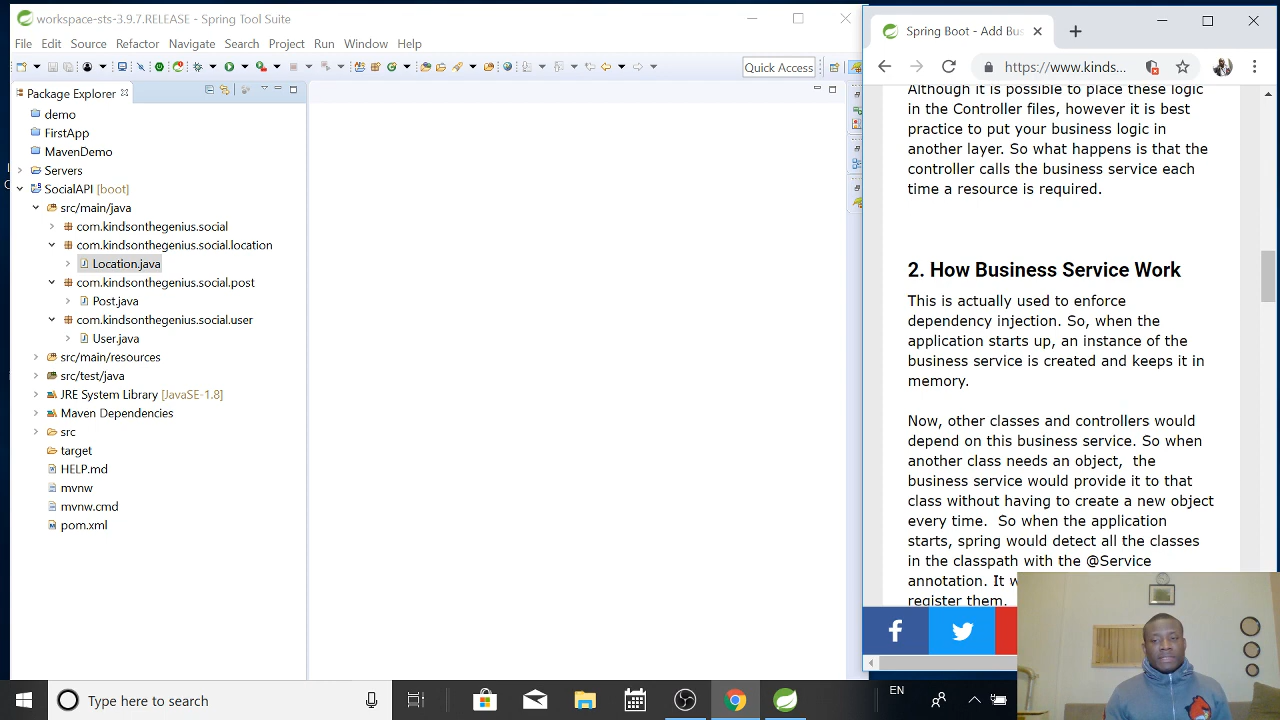 workspace-sts-3.9.7.RELEASE - Spring Tool Suite
File Edit Source Refactor Navigate Search Project Run Window Help
Quick Access
Package Explorer
demo
FirstApp
MavenDemo
Servers
SocialAPI [boot]
src/main/java
com.kindsonthegenius.social
com.kindsonthegenius.social.location
Location.java
com.kindsonthegenius.social.post
Post.java
com.kindsonthegenius.social.user
User.java
src/main/resources
src/test/java
JRE System Library [JavaSE-1.8]
Maven Dependencies
src
target
HELP.md
mvnw
mvnw.cmd
pom.xml
Spring Boot - Add Bus
https://www.kinds...
Although it is possible to place these logic
in the Controller files, however it is best
practice to put your business logic in
another layer. So what happens is that the
controller calls the business service each
time a resource is required.
2. How Business Service Work
This is actually used to enforce
dependency injection. So, when the
application starts up, an instance of the
business service is created and keeps it in
memory.
Now, other classes and controllers would
depend on this business service. So when
another class needs an object, the
business service would provide it to that
class without having to create a new object
every time. So when the application
starts, spring would detect all the classes
in the classpath with the @Service
annotation. It
register them.
Type here to search
EN